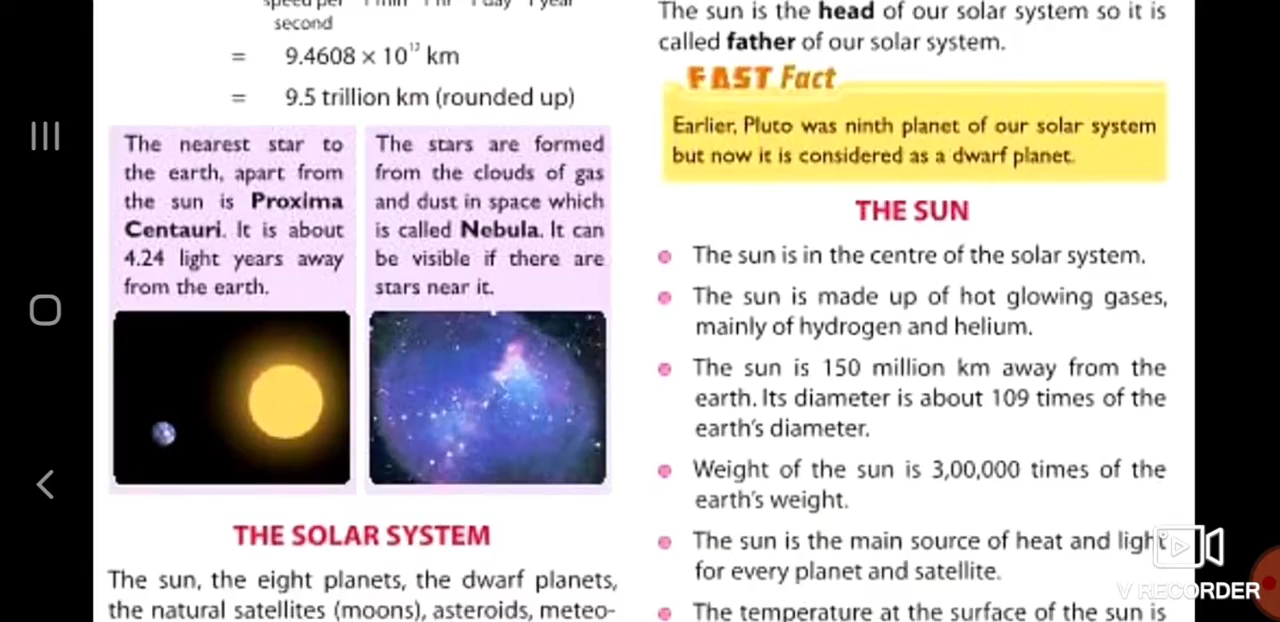 second
= 9.4608 × 10¹² km
= 9.5 trillion km (rounded up)
The nearest star to
the earth, apart from
the sun is Proxima
Centauri. It is about
4.24 light years away
from the earth.
The stars are formed
from the clouds of gas
and dust in space which
is called Nebula. It can
be visible if there are
stars near it.
THE SOLAR SYSTEM
The sun, the eight planets, the dwarf planets,
the natural satellites (moons), asteroids, meteo-
The sun is the head of our solar system so it is
called father of our solar system.
FAST Fact
Earlier, Pluto was ninth planet of our solar system
but now it is considered as a dwarf planet.
THE SUN
The sun is in the centre of the solar system.
The sun is made up of hot glowing gases,
mainly of hydrogen and helium.
The sun is 150 million km away from the
earth. Its diameter is about 109 times of the
earth's diameter.
Weight of the sun is 3,00,000 times of the
earth's weight.
The sun is the main source of heat and light
for every planet and satellite.
The temperature at the surface of the sun is
V RECORDER